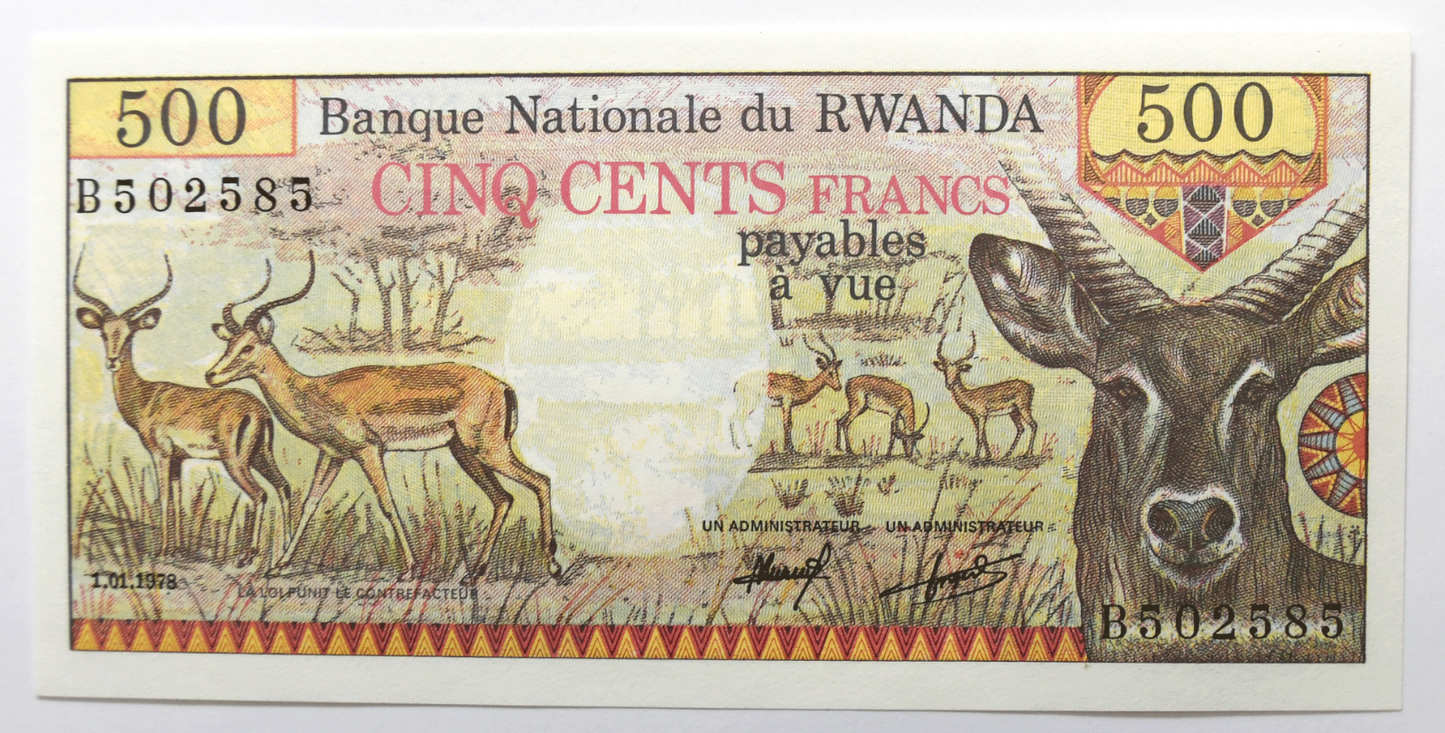 500
Banque Nationale du RWANDA
500
B502585
CINQ CENTS FRANCS
payables
à vue
UN ADMINISTRATEUR
UN ADMINISTRATEUR
1.01.1978
LA LOI PUNIT LE CONTREFACTEUR
B502585